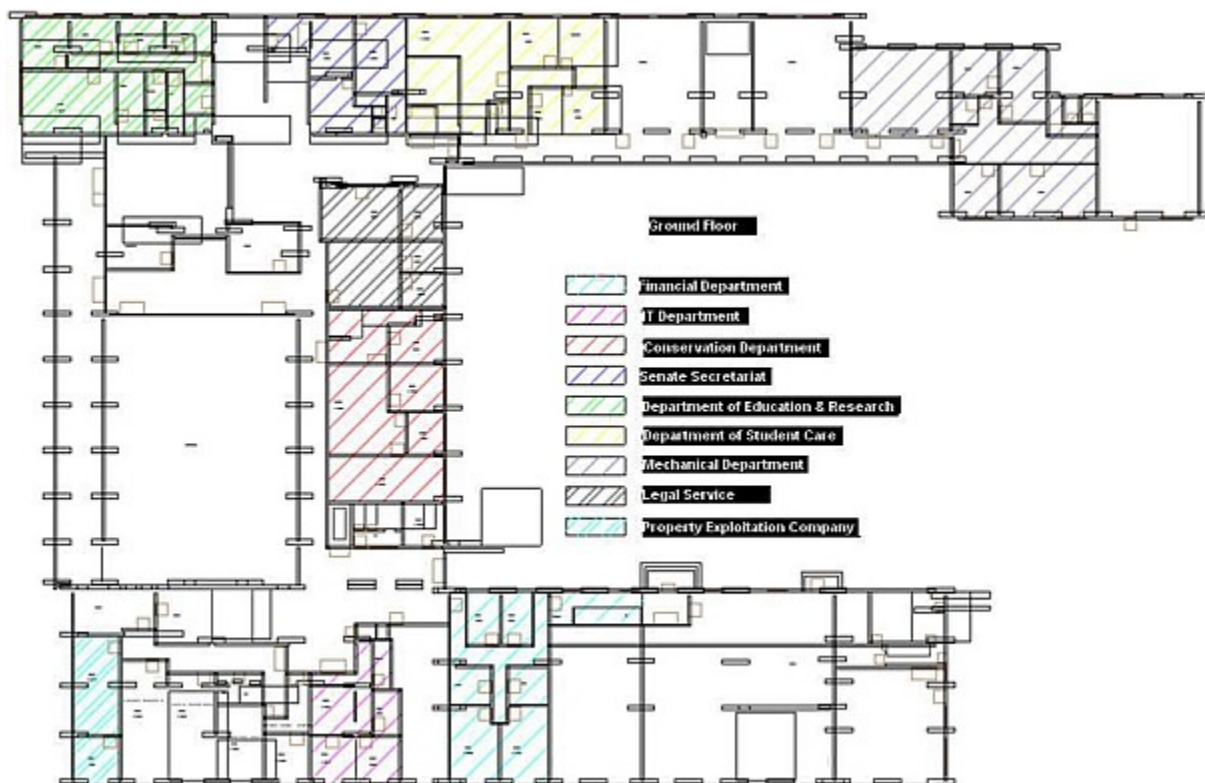 Ground Floor
Financial Department
IT Department
Conservation Department
Senate Secretariat
Department of Education & Research
Department of Student Care
Mechanical Department
Legal Service
Property Exploitation Company